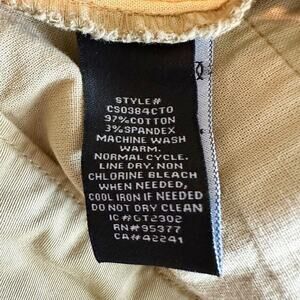 STYLE#
CS0384CTO
97%COTTON
3%SPANDEX
MACHINE WASH
WARM.
NORMAL CYCLE.
LINE DRY. NON
CHLORINE BLEACH
WHEN NEEDED,
COOL IRON IF NEEDED
DO NOT DRY CLEAN
IC#GT2302
RN#95377
CA#42241